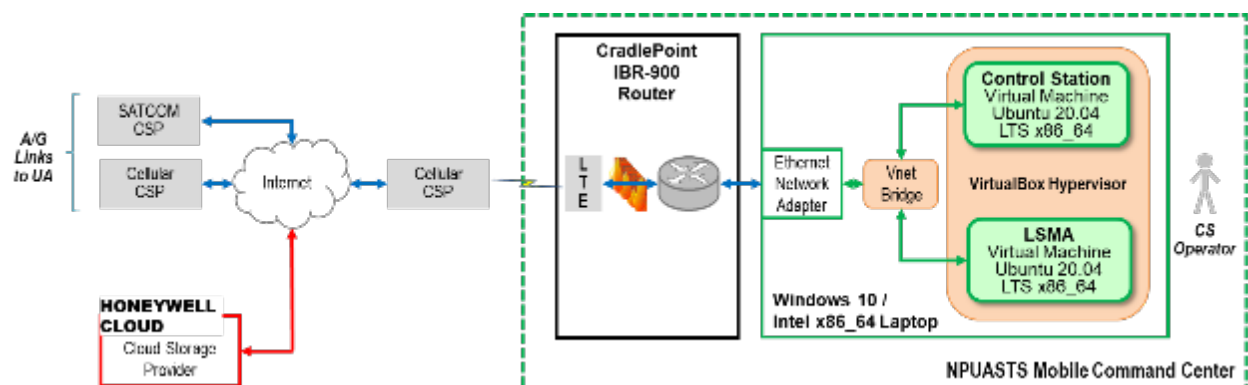 A/G
Links
to UA
SATCOM
CSP
Cellular
CSP
Internet
HONEYWELL
CLOUD
Cloud Storage
Provider
Cellular
CSP
CradlePoint
IBR-900
Router
L
T
E
Ethernet
Network
Adapter
Vnet
Bridge
Control Station
Virtual Machine
Ubuntu 20.04
LTS x86_64
VirtualBox Hypervisor
LSMA
Virtual Machine
Ubuntu 20.04
LTS x86_64
Windows 10 /
Intel x86_64 Laptop
CS
Operator
NPUASTS Mobile Command Center